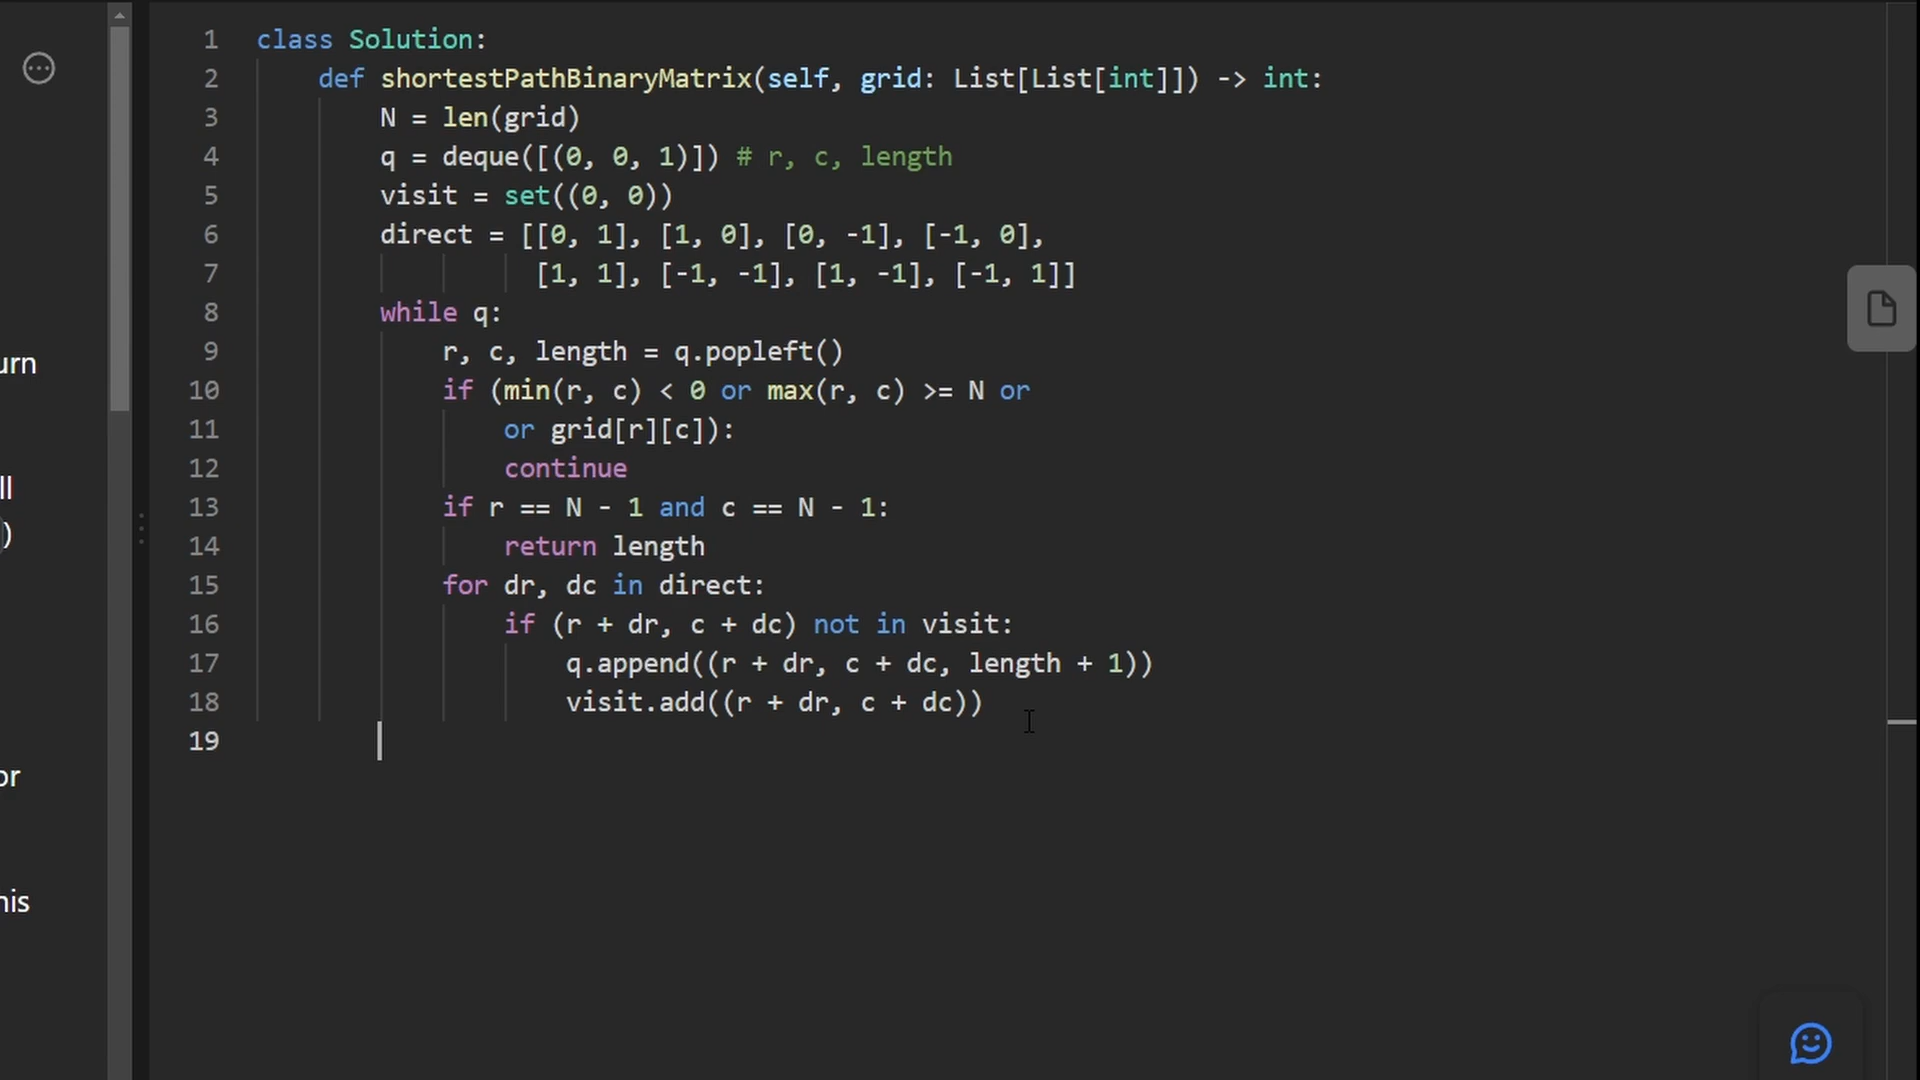 1 class Solution:
2 def shortestPathBinaryMatrix(self, grid: List[List[int]]) -> int:
3 N = len(grid)
4 q = deque([(0, 0, 1)]) # r, c, length
5 visit = set((0, 0))
6 direct = [[0, 1], [1, 0], [0, -1], [-1, 0],
7 [1, 1], [-1, -1], [1, -1], [-1, 1]]
8 while q:
9 r, c, length = q.popleft()
urn
10 if (min(r, c) < 0 or max(r, c) >= N or
11 or grid[r][c]):
12 continue
ll
13 if r == N - 1 and c == N - 1:
)
14 return length
15 for dr, dc in direct:
16 if (r + dr, c + dc) not in visit:
17 q.append((r + dr, c + dc, length + 1))
18 visit.add((r + dr, c + dc))
19
or
his